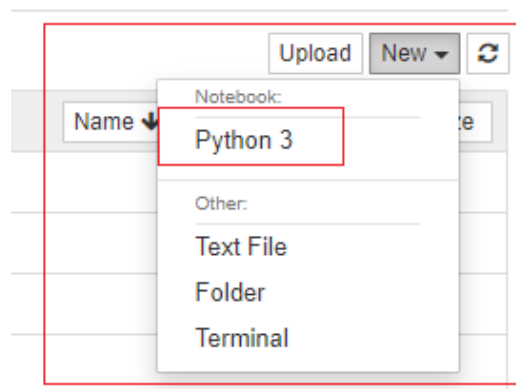 Upload New
Notebook:
Name
Python 3
Other:
Text File
Folder
Terminal